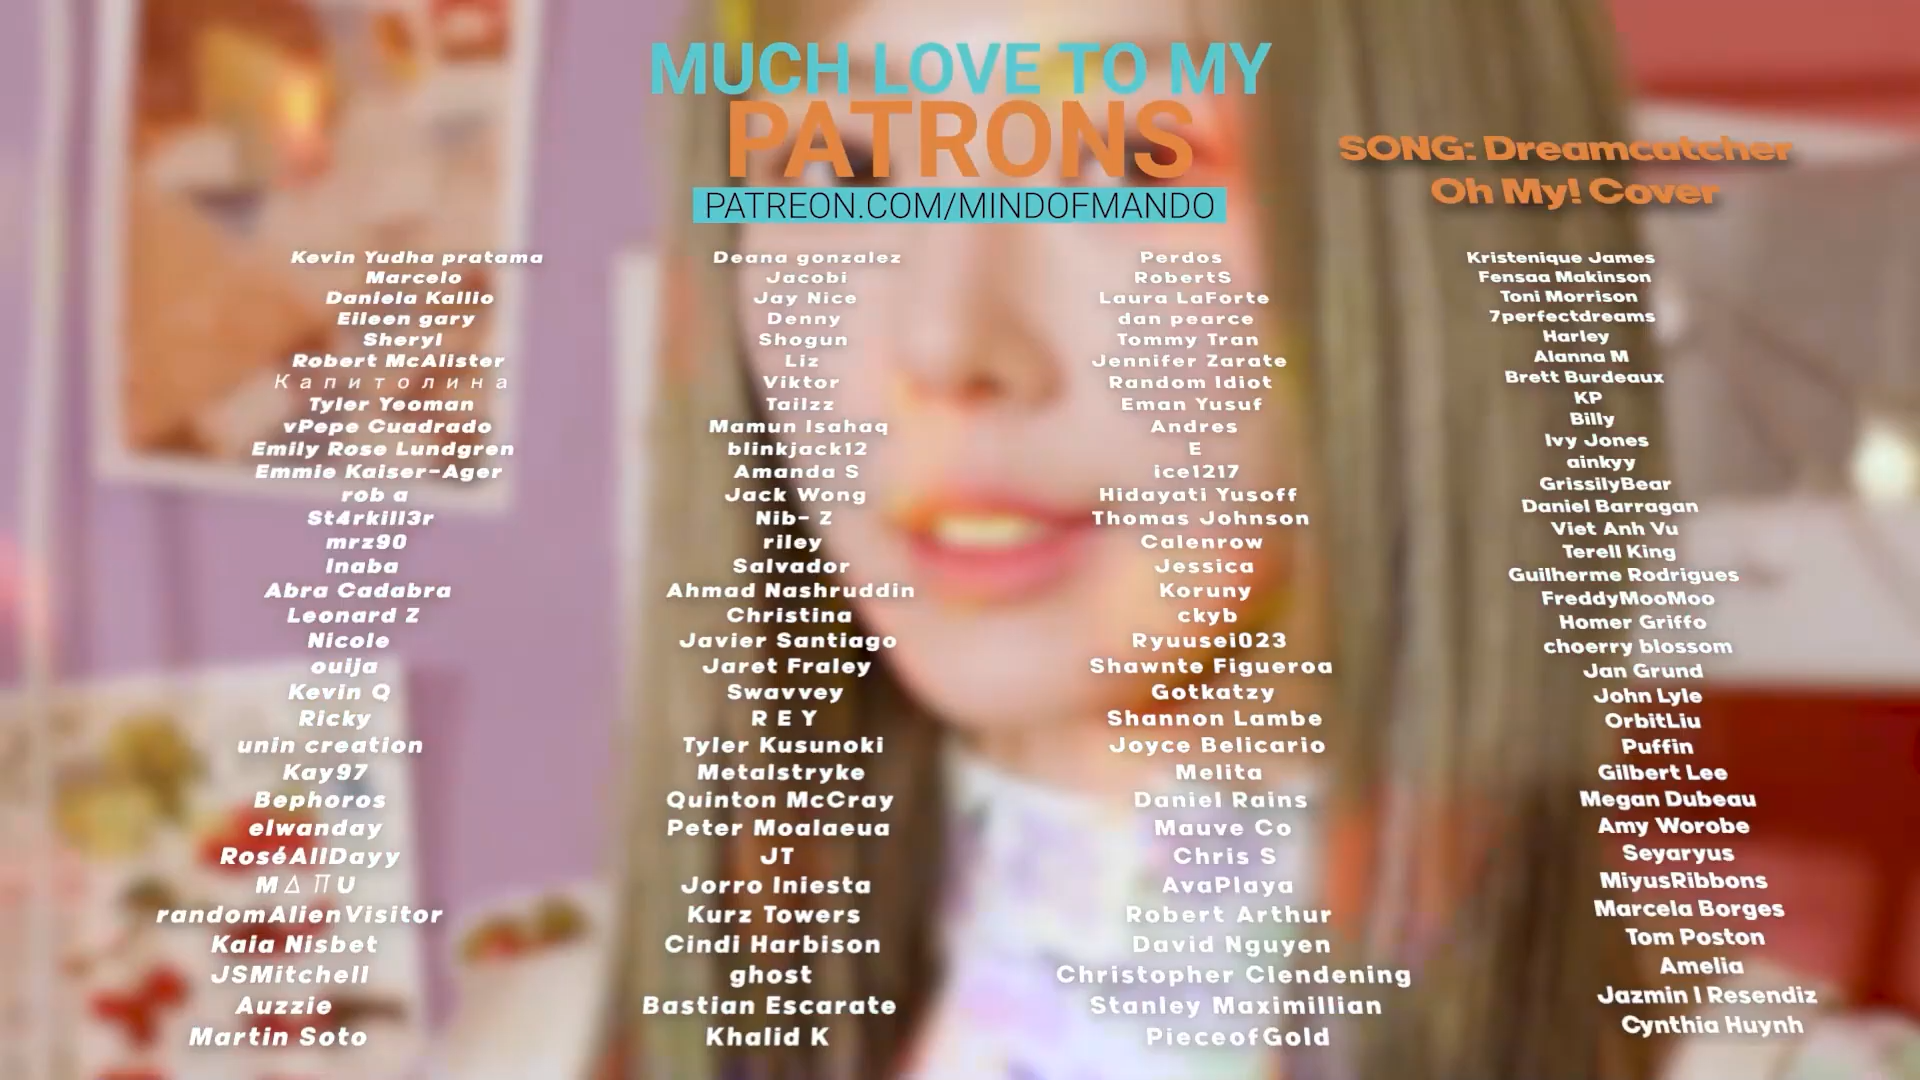 MUCH LOVE TO MY
PATRONS
PATREON.COM/MINDOFMANDO
SONG: Dreamcatcher
Oh My! Cover
Kevin Yudha pratama
Marcelo
Daniela Kallio
Eileen gary
Sheryl
Robert McAlister
Капитолина
Tyler Yeoman
vPepe Cuadrado
Emily Rose Lundgren
Emmie Kaiser-Ager
rob a
St4rkill3r
mrz90
Inaba
Abra Cadabra
Leonard Z
Nicole
ouija
Kevin Q
Ricky
unin creation
Kay97
Bephoros
elwanday
RoséAllDayy
M∆ΠU
randomAlienVisitor
Kaia Nisbet
JSMitchell
Auzzie
Martin Soto
Deana gonzalez
Jacobi
Jay Nice
Denny
Shogun
Liz
Viktor
Tailzz
Mamun Isahaq
blinkjack12
Amanda S
Jack Wong
Nib- Z
riley
Salvador
Ahmad Nashruddin
Christina
Javier Santiago
Jaret Fraley
Swavvey
R E Y
Tyler Kusunoki
Metalstryke
Quinton McCray
Peter Moalaeua
JT
Jorro Iniesta
Kurz Towers
Cindi Harbison
ghost
Bastian Escarate
Khalid K
Perdos
RobertS
Laura LaForte
dan pearce
Tommy Tran
Jennifer Zarate
Random Idiot
Eman Yusuf
Andres
E
ice1217
Hidayati Yusoff
Thomas Johnson
Calenrow
Jessica
Koruny
ckyb
Ryuusei023
Shawnte Figueroa
Gotkatzy
Shannon Lambe
Joyce Belicario
Melita
Daniel Rains
Mauve Co
Chris S
AvaPlaya
Robert Arthur
David Nguyen
Christopher Clendening
Stanley Maximillian
PieceofGold
Kristenique James
Fensaa Makinson
Toni Morrison
7perfectdreams
Harley
Alanna M
Brett Burdeaux
KP
Billy
Ivy Jones
ainkyy
GrissilyBear
Daniel Barragan
Viet Anh Vu
Terell King
Guilherme Rodrigues
FreddyMooMoo
Homer Griffo
choerry blossom
Jan Grund
John Lyle
OrbitLiu
Puffin
Gilbert Lee
Megan Dubeau
Amy Worobe
Seyaryus
MiyusRibbons
Marcela Borges
Tom Poston
Amelia
Jazmin I Resendiz
Cynthia Huynh